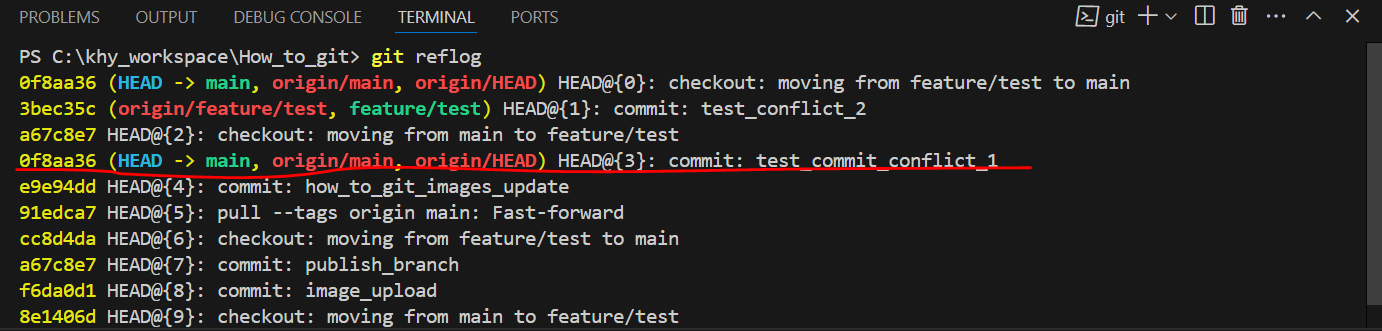 PROBLEMS OUTPUT DEBUG CONSOLE TERMINAL PORTS git
PS C:\khy_workspace\How_to_git> git reflog
0f8aa36 (HEAD -> main, origin/main, origin/HEAD) HEAD@{0}: checkout: moving from feature/test to main
3bec35c (origin/feature/test, feature/test) HEAD@{1}: commit: test_conflict_2
a67c8e7 HEAD@{2}: checkout: moving from main to feature/test
0f8aa36 (HEAD -> main, origin/main, origin/HEAD) HEAD@{3}: commit: test_commit_conflict_1
e9e94dd HEAD@{4}: commit: how_to_git_images_update
91edca7 HEAD@{5}: pull --tags origin main: Fast-forward
cc8d4da HEAD@{6}: checkout: moving from feature/test to main
a67c8e7 HEAD@{7}: commit: publish_branch
f6da0d1 HEAD@{8}: commit: image_upload
8e1406d HEAD@{9}: checkout: moving from main to feature/test